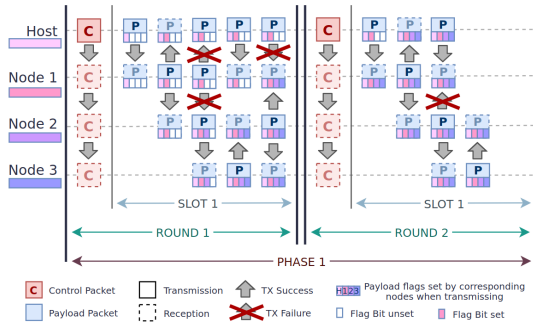 Host C P P P P P C P P P
Node 1 C P P P P P C P P P
Node 2 C P P P P C P P
Node 3 C P P P C P P
SLOT 1 SLOT 1
ROUND 1 ROUND 2
PHASE 1
C Control Packet Transmission TX Success H123 Payload flags set by corresponding
nodes when transmitting
Payload Packet Reception TX Failure Flag Bit unset Flag Bit set